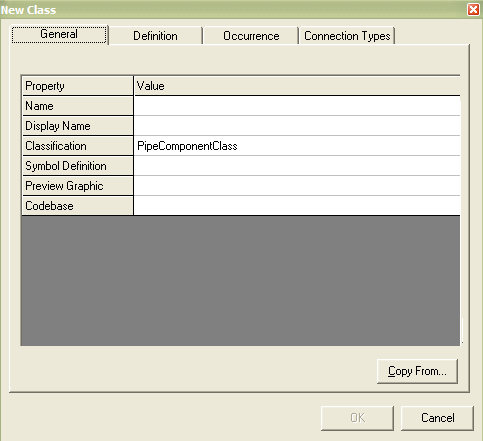 New Class
General Definition Occurrence Connection Types
Property Value
Name
Display Name
Classification PipeComponentClass
Symbol Definition
Preview Graphic
Codebase
Copy From...
OK Cancel